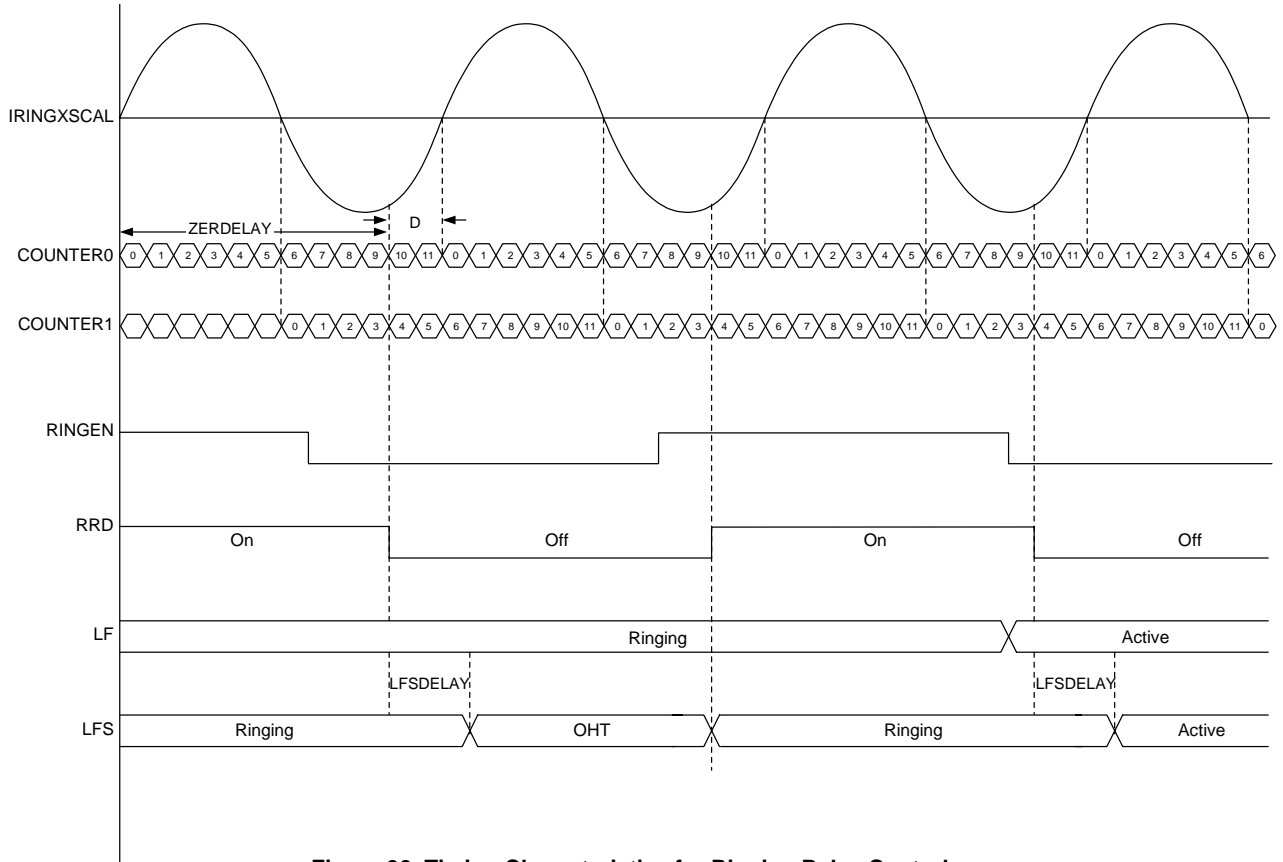 IRINGXSCAL
ZERDELAY
D
COUNTER0 0 1 2 3 4 5 6 7 8 9 10 11 0 1 2 3 4 5 6 7 8 9 10 11 0 1 2 3 4 5 6 7 8 9 10 11 0 1 2 3 4 5 6
COUNTER1 0 1 2 3 4 5 6 7 8 9 10 11 0 1 2 3 4 5 6 7 8 9 10 11 0 1 2 3 4 5 6 7 8 9 10 11 0
RINGEN
RRD
On Off On Off
LF Ringing Active
LFSDELAY LFSDELAY
LFS Ringing OHT Ringing Active
Timing Characteristics for Ringing Relay Control